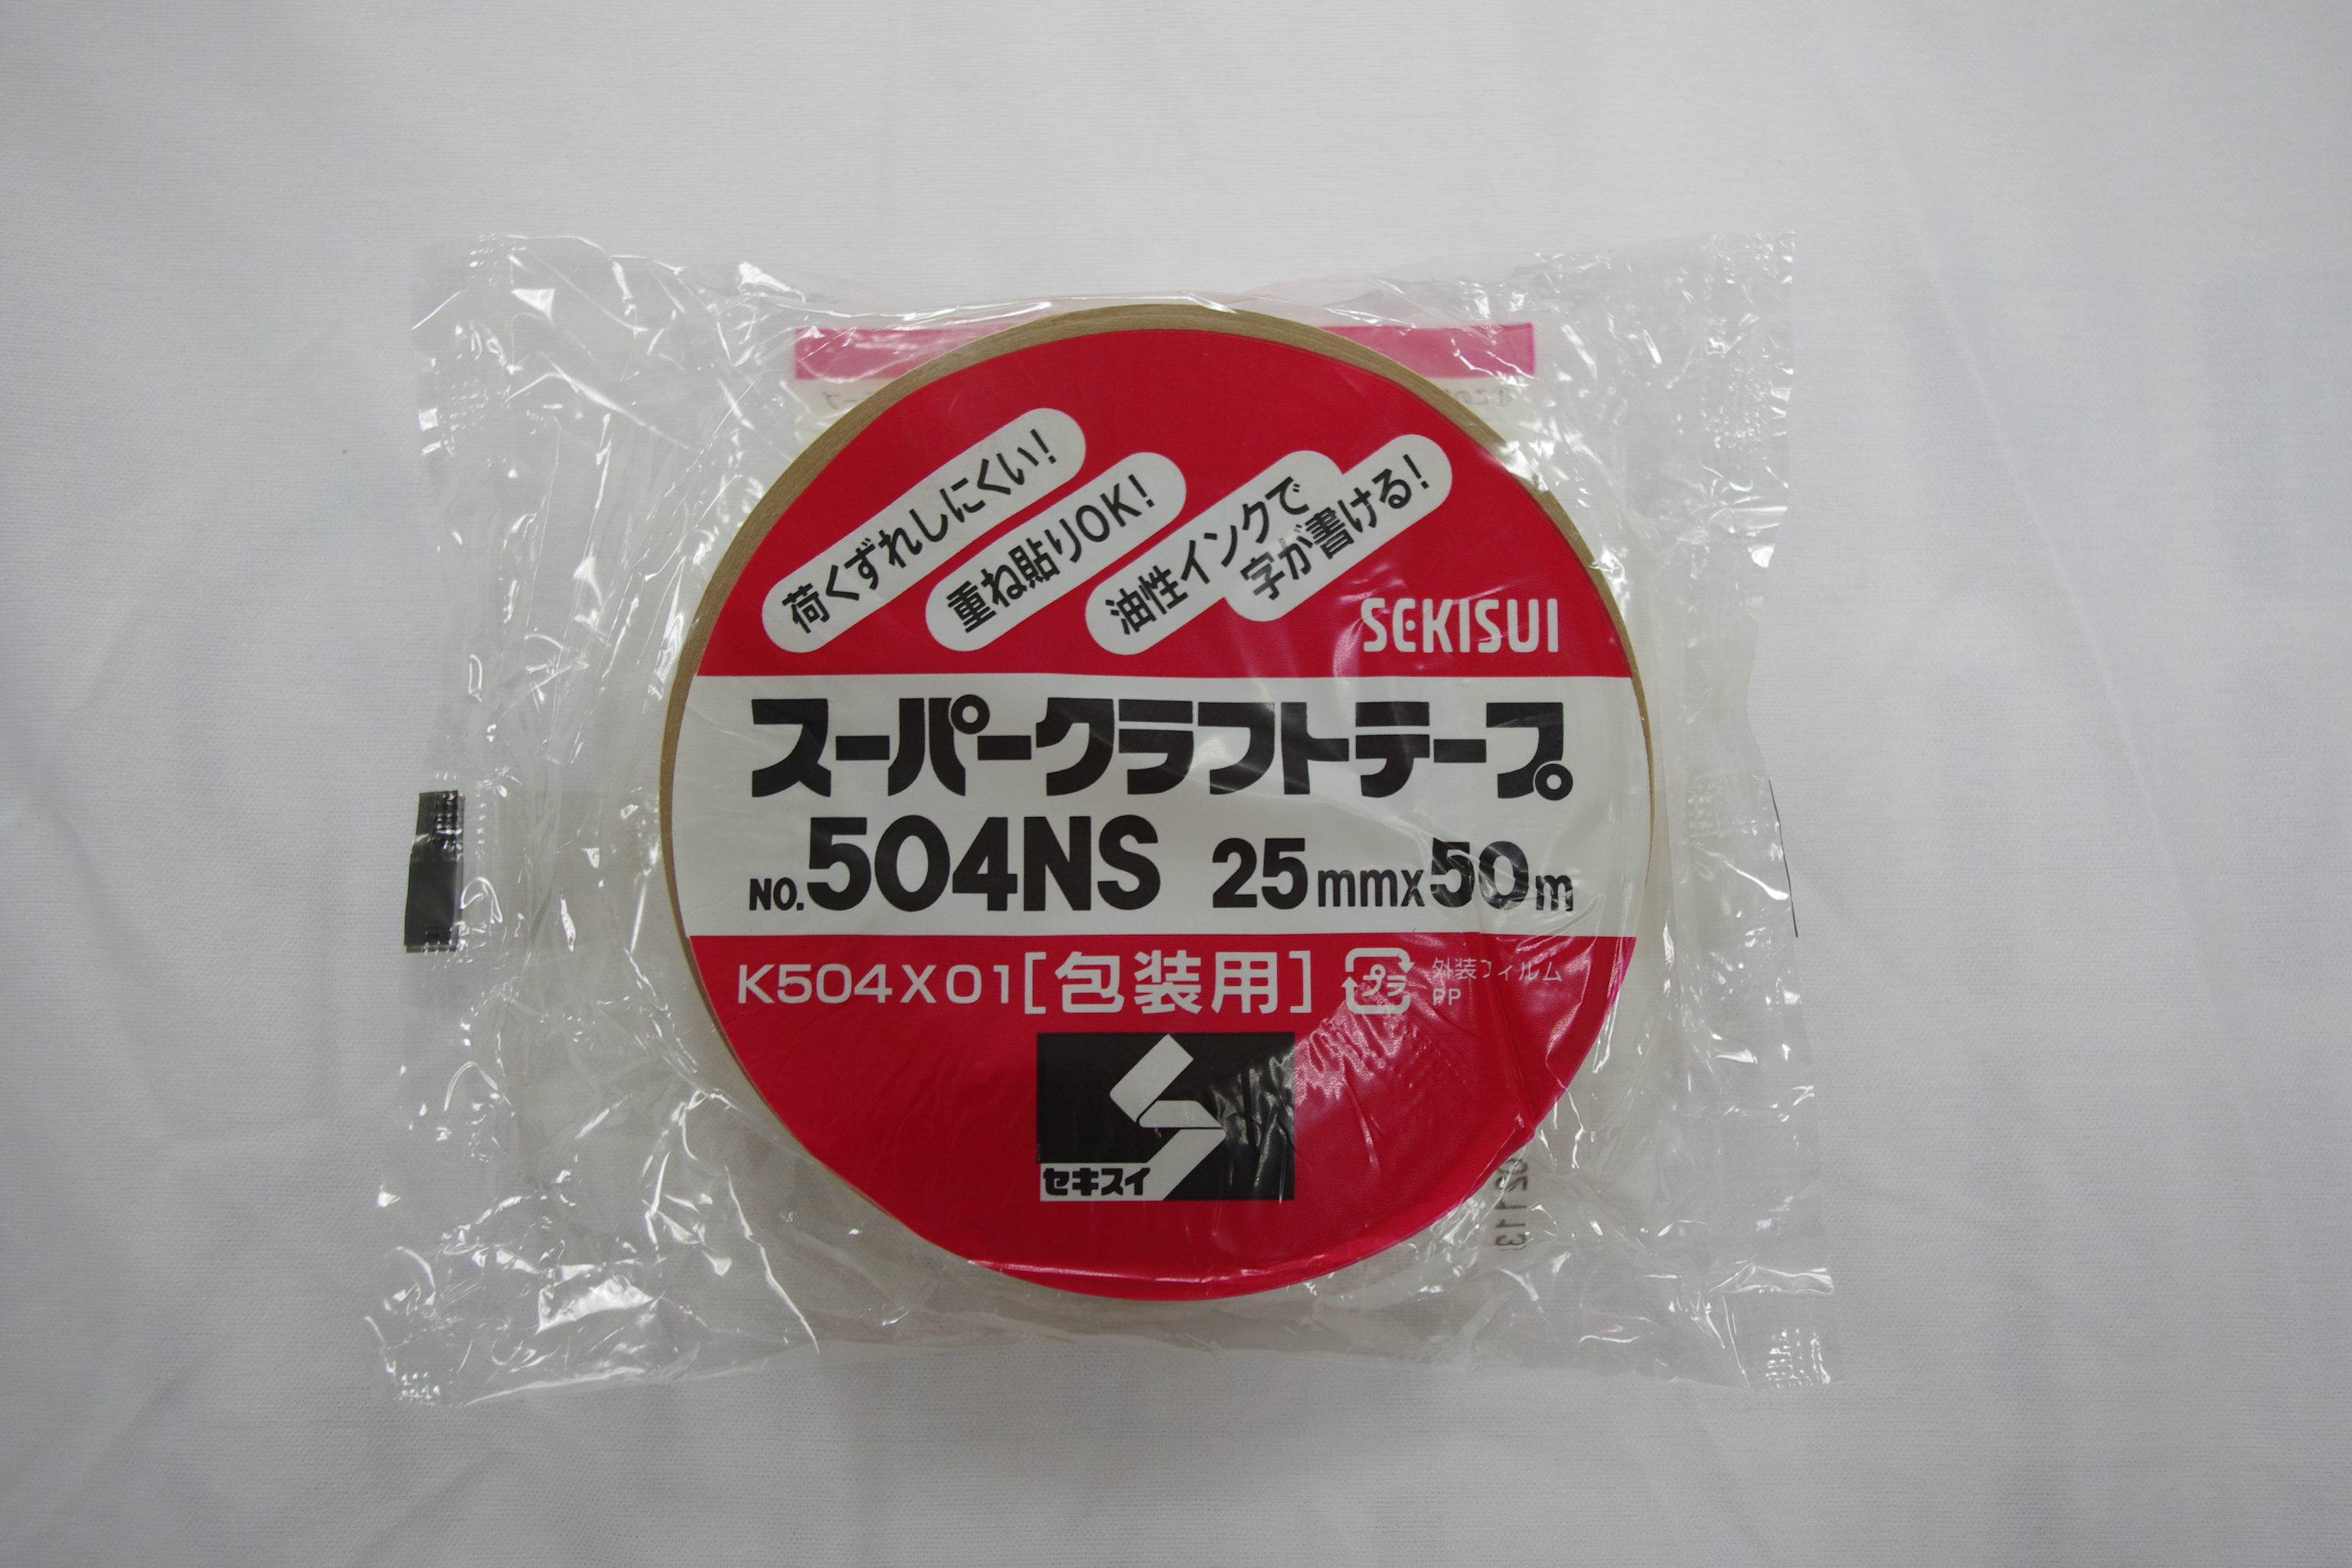 荷くずれしにくい!
重ね貼りOK!
油性インクで
字が書ける!
SEKISUI
スーパークラフトテープ
NO.504NS 25mmx50m
K504X01[包装用] プラ 外装フィルム
PP
セキスイ